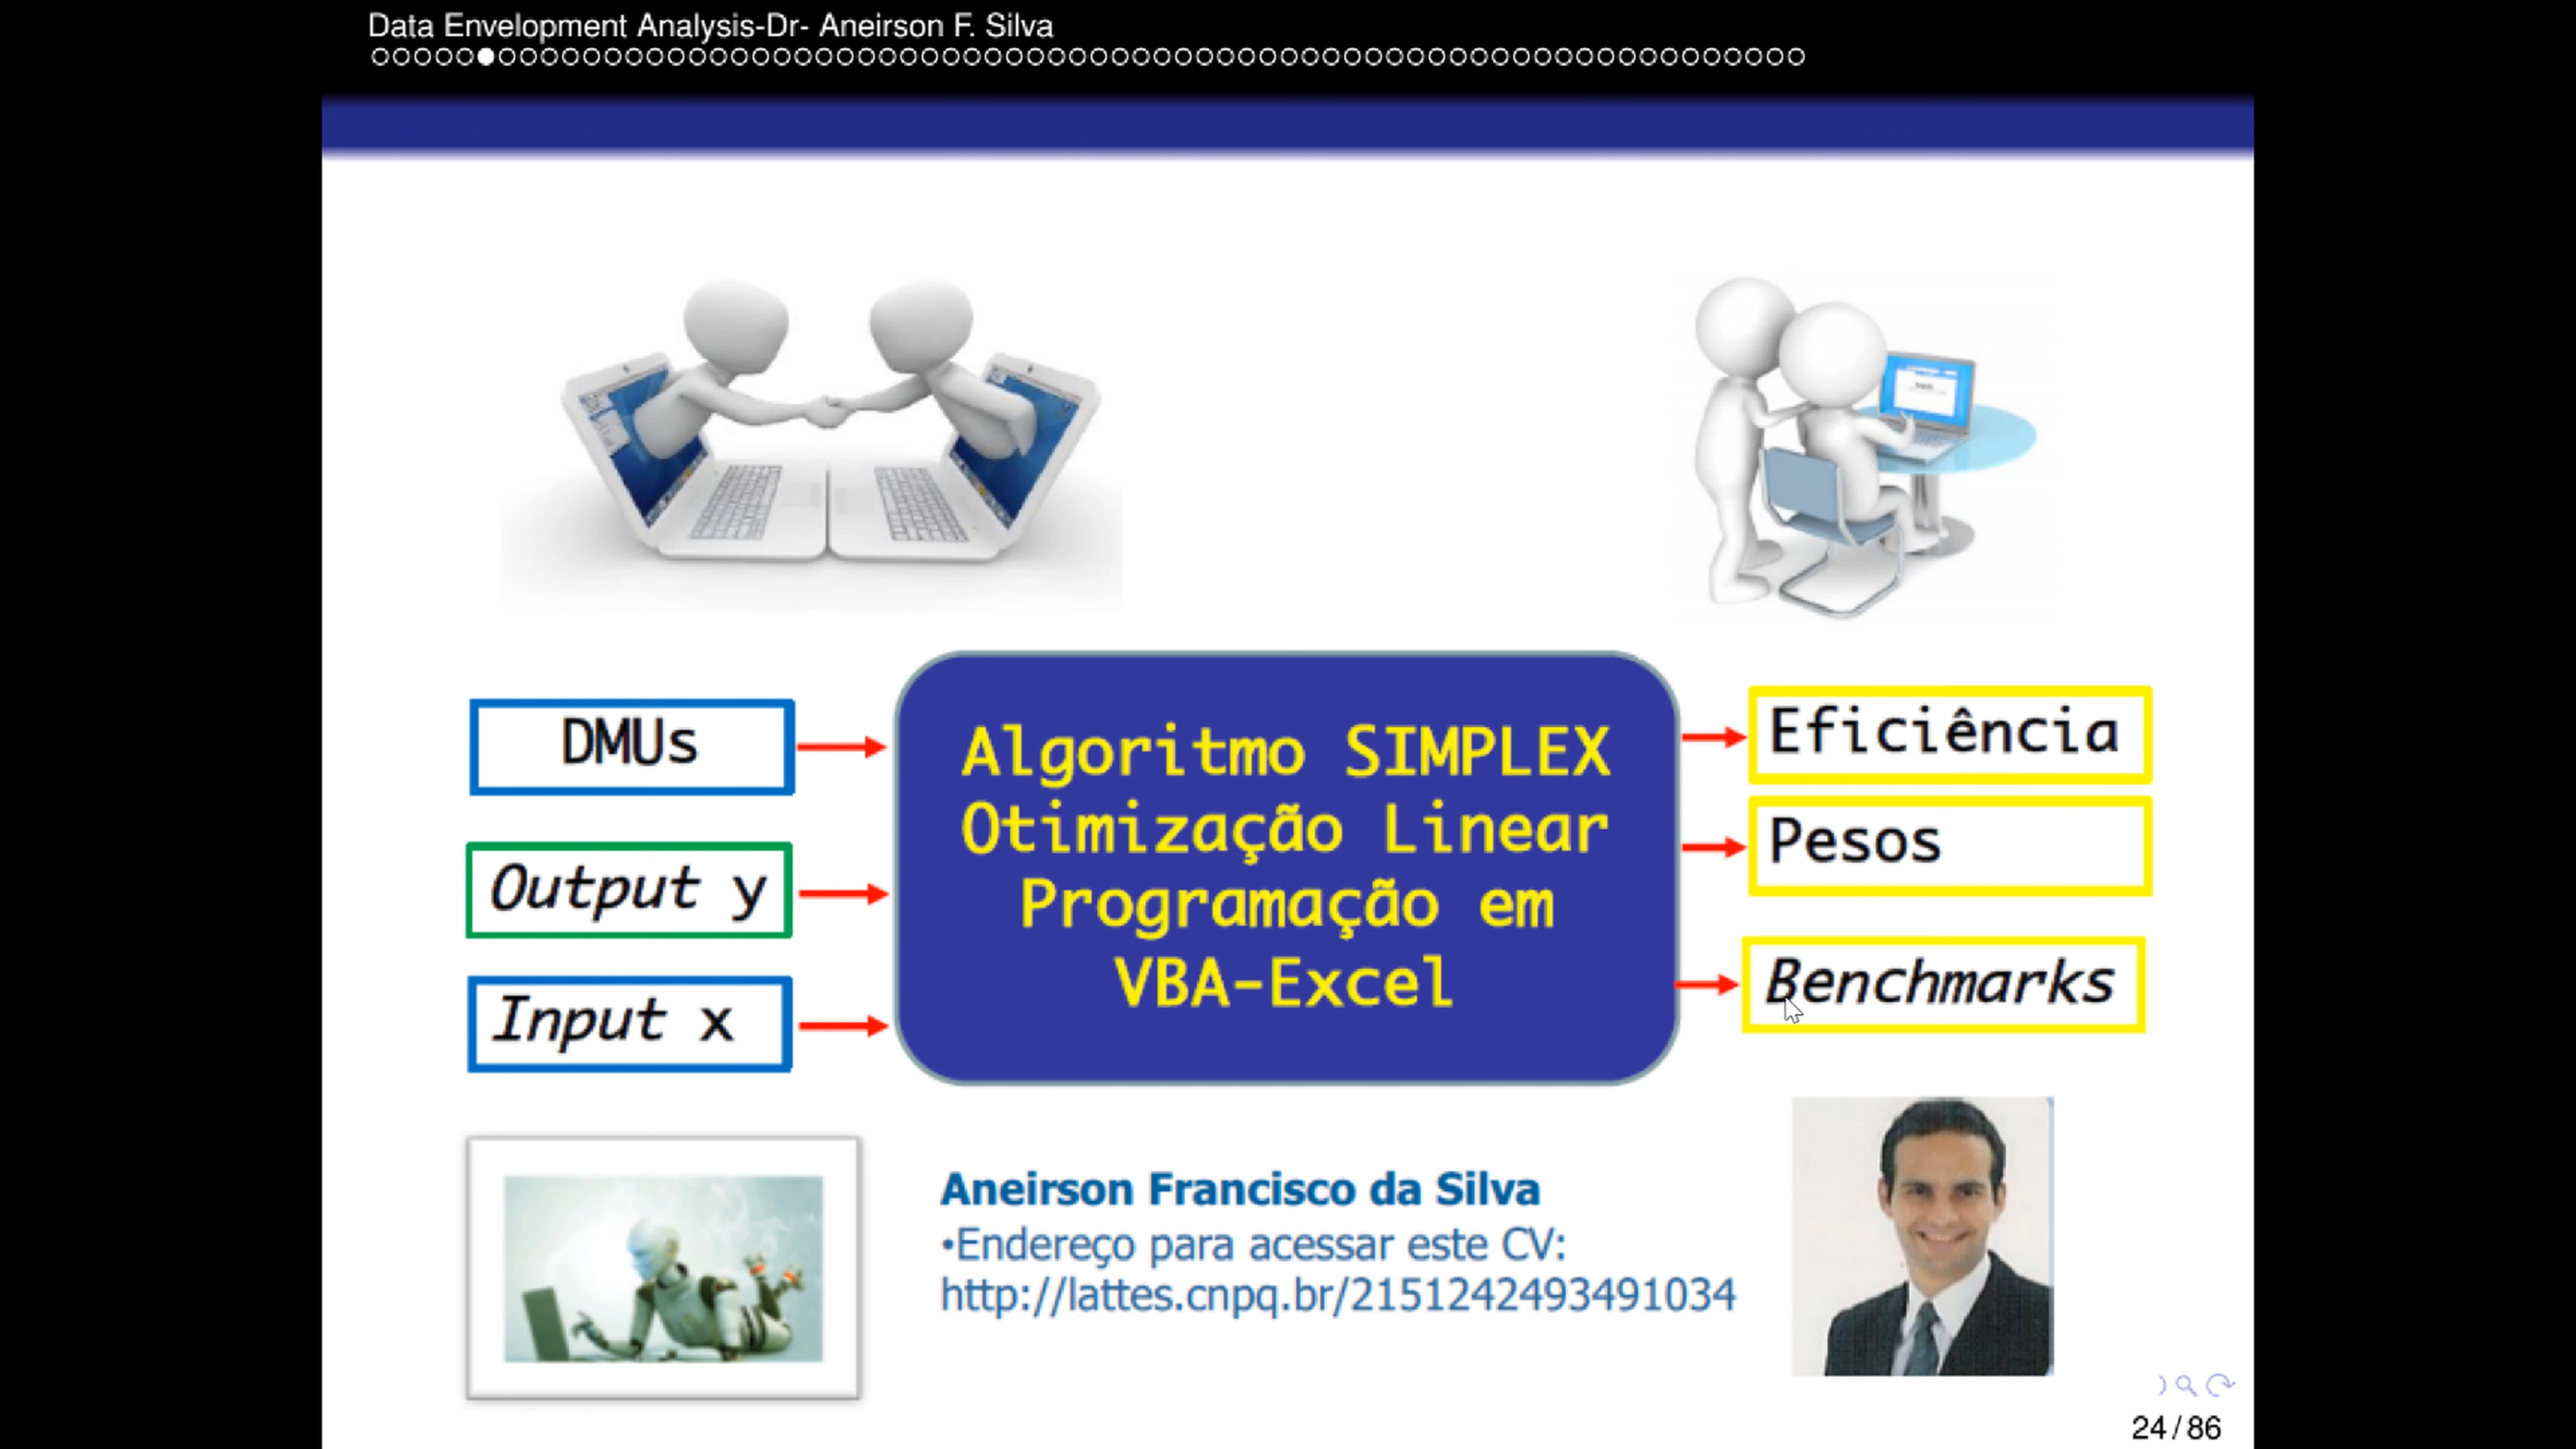 Data Envelopment Analysis-Dr- Aneirson F. Silva
DMUs
Output y
Input x
Algoritmo SIMPLEX
Otimização Linear
Programação em
VBA-Excel
Eficiência
Pesos
Benchmarks
Aneirson Francisco da Silva
•Endereço para acessar este CV:
http://lattes.cnpq.br/2151242493491034
24/86